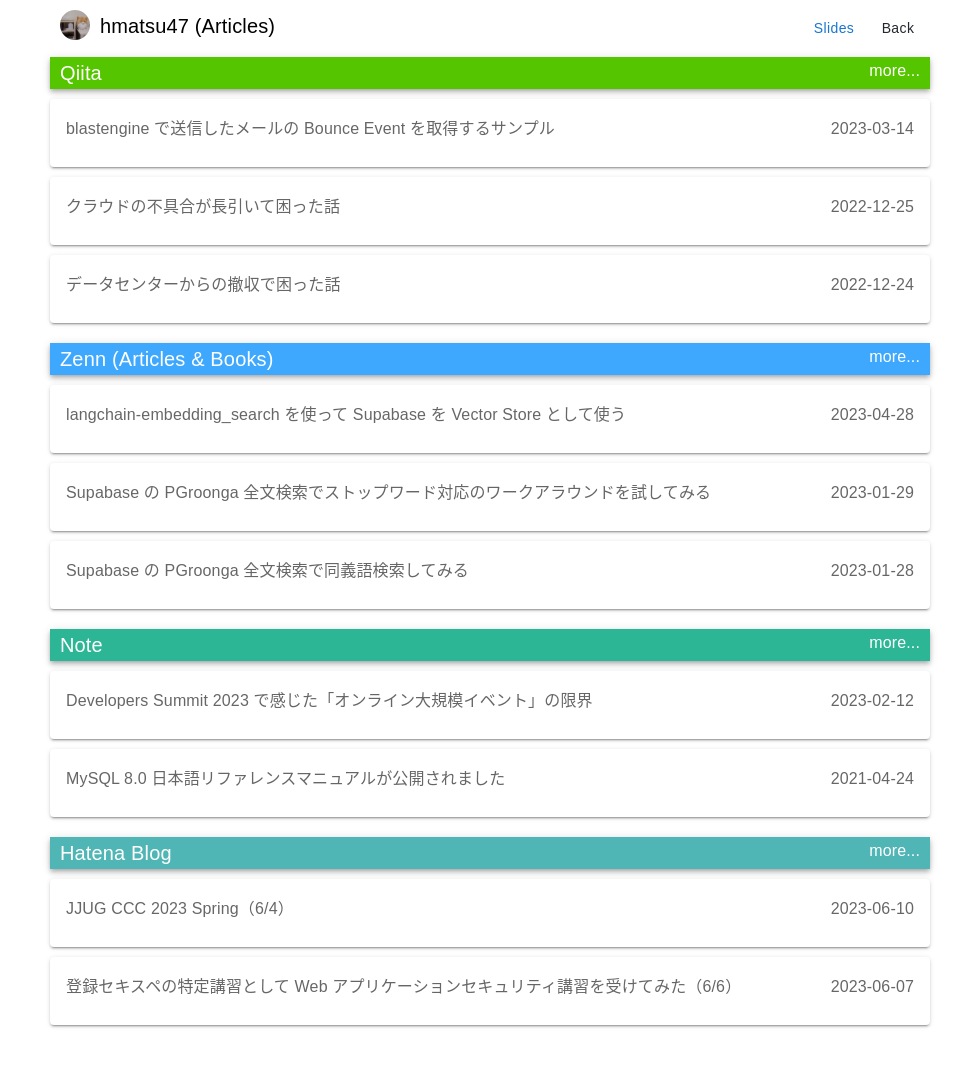 hmatsu47 (Articles)
Slides
Back
Qiita
more...
blastengine で送信したメールの Bounce Event を取得するサンプル
2023-03-14
クラウドの不具合が長引いて困った話
2022-12-25
データセンターからの撤収で困った話
2022-12-24
Zenn (Articles & Books)
more...
langchain-embedding_search を使って Supabase を Vector Store として使う
2023-04-28
Supabase の PGroonga 全文検索でストップワード対応のワークアラウンドを試してみる
2023-01-29
Supabase の PGroonga 全文検索で同義語検索してみる
2023-01-28
Note
more...
Developers Summit 2023 で感じた「オンライン大規模イベント」の限界
2023-02-12
MySQL 8.0 日本語リファレンスマニュアルが公開されました
2021-04-24
Hatena Blog
more...
JJUG CCC 2023 Spring（6/4）
2023-06-10
登録セキスペの特定講習として Web アプリケーションセキュリティ講習を受けてみた（6/6）
2023-06-07